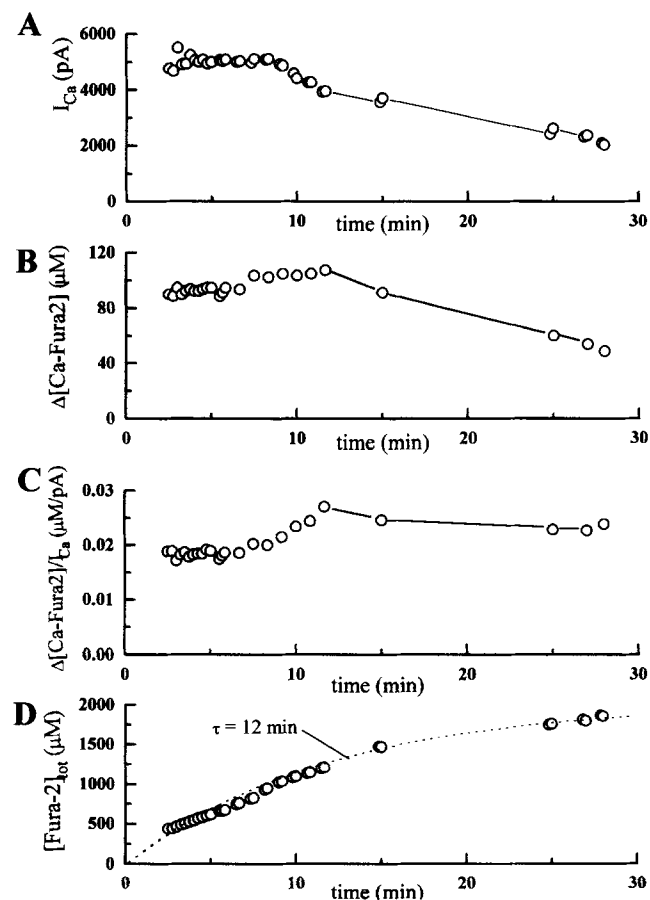 A
I_Ca (pA)
6000
4000
2000
0
0 10 20 30
time (min)
B
Δ[Ca-Fura2] (μM)
120
80
40
0
0 10 20 30
time (min)
C
Δ[Ca-Fura2]/I_Ca (μM/pA)
0.03
0.02
0.01
0.00
0 10 20 30
time (min)
D
[Fura-2]_tot (μM)
2000
1500
1000
500
0
τ = 12 min
0 10 20 30
time (min)